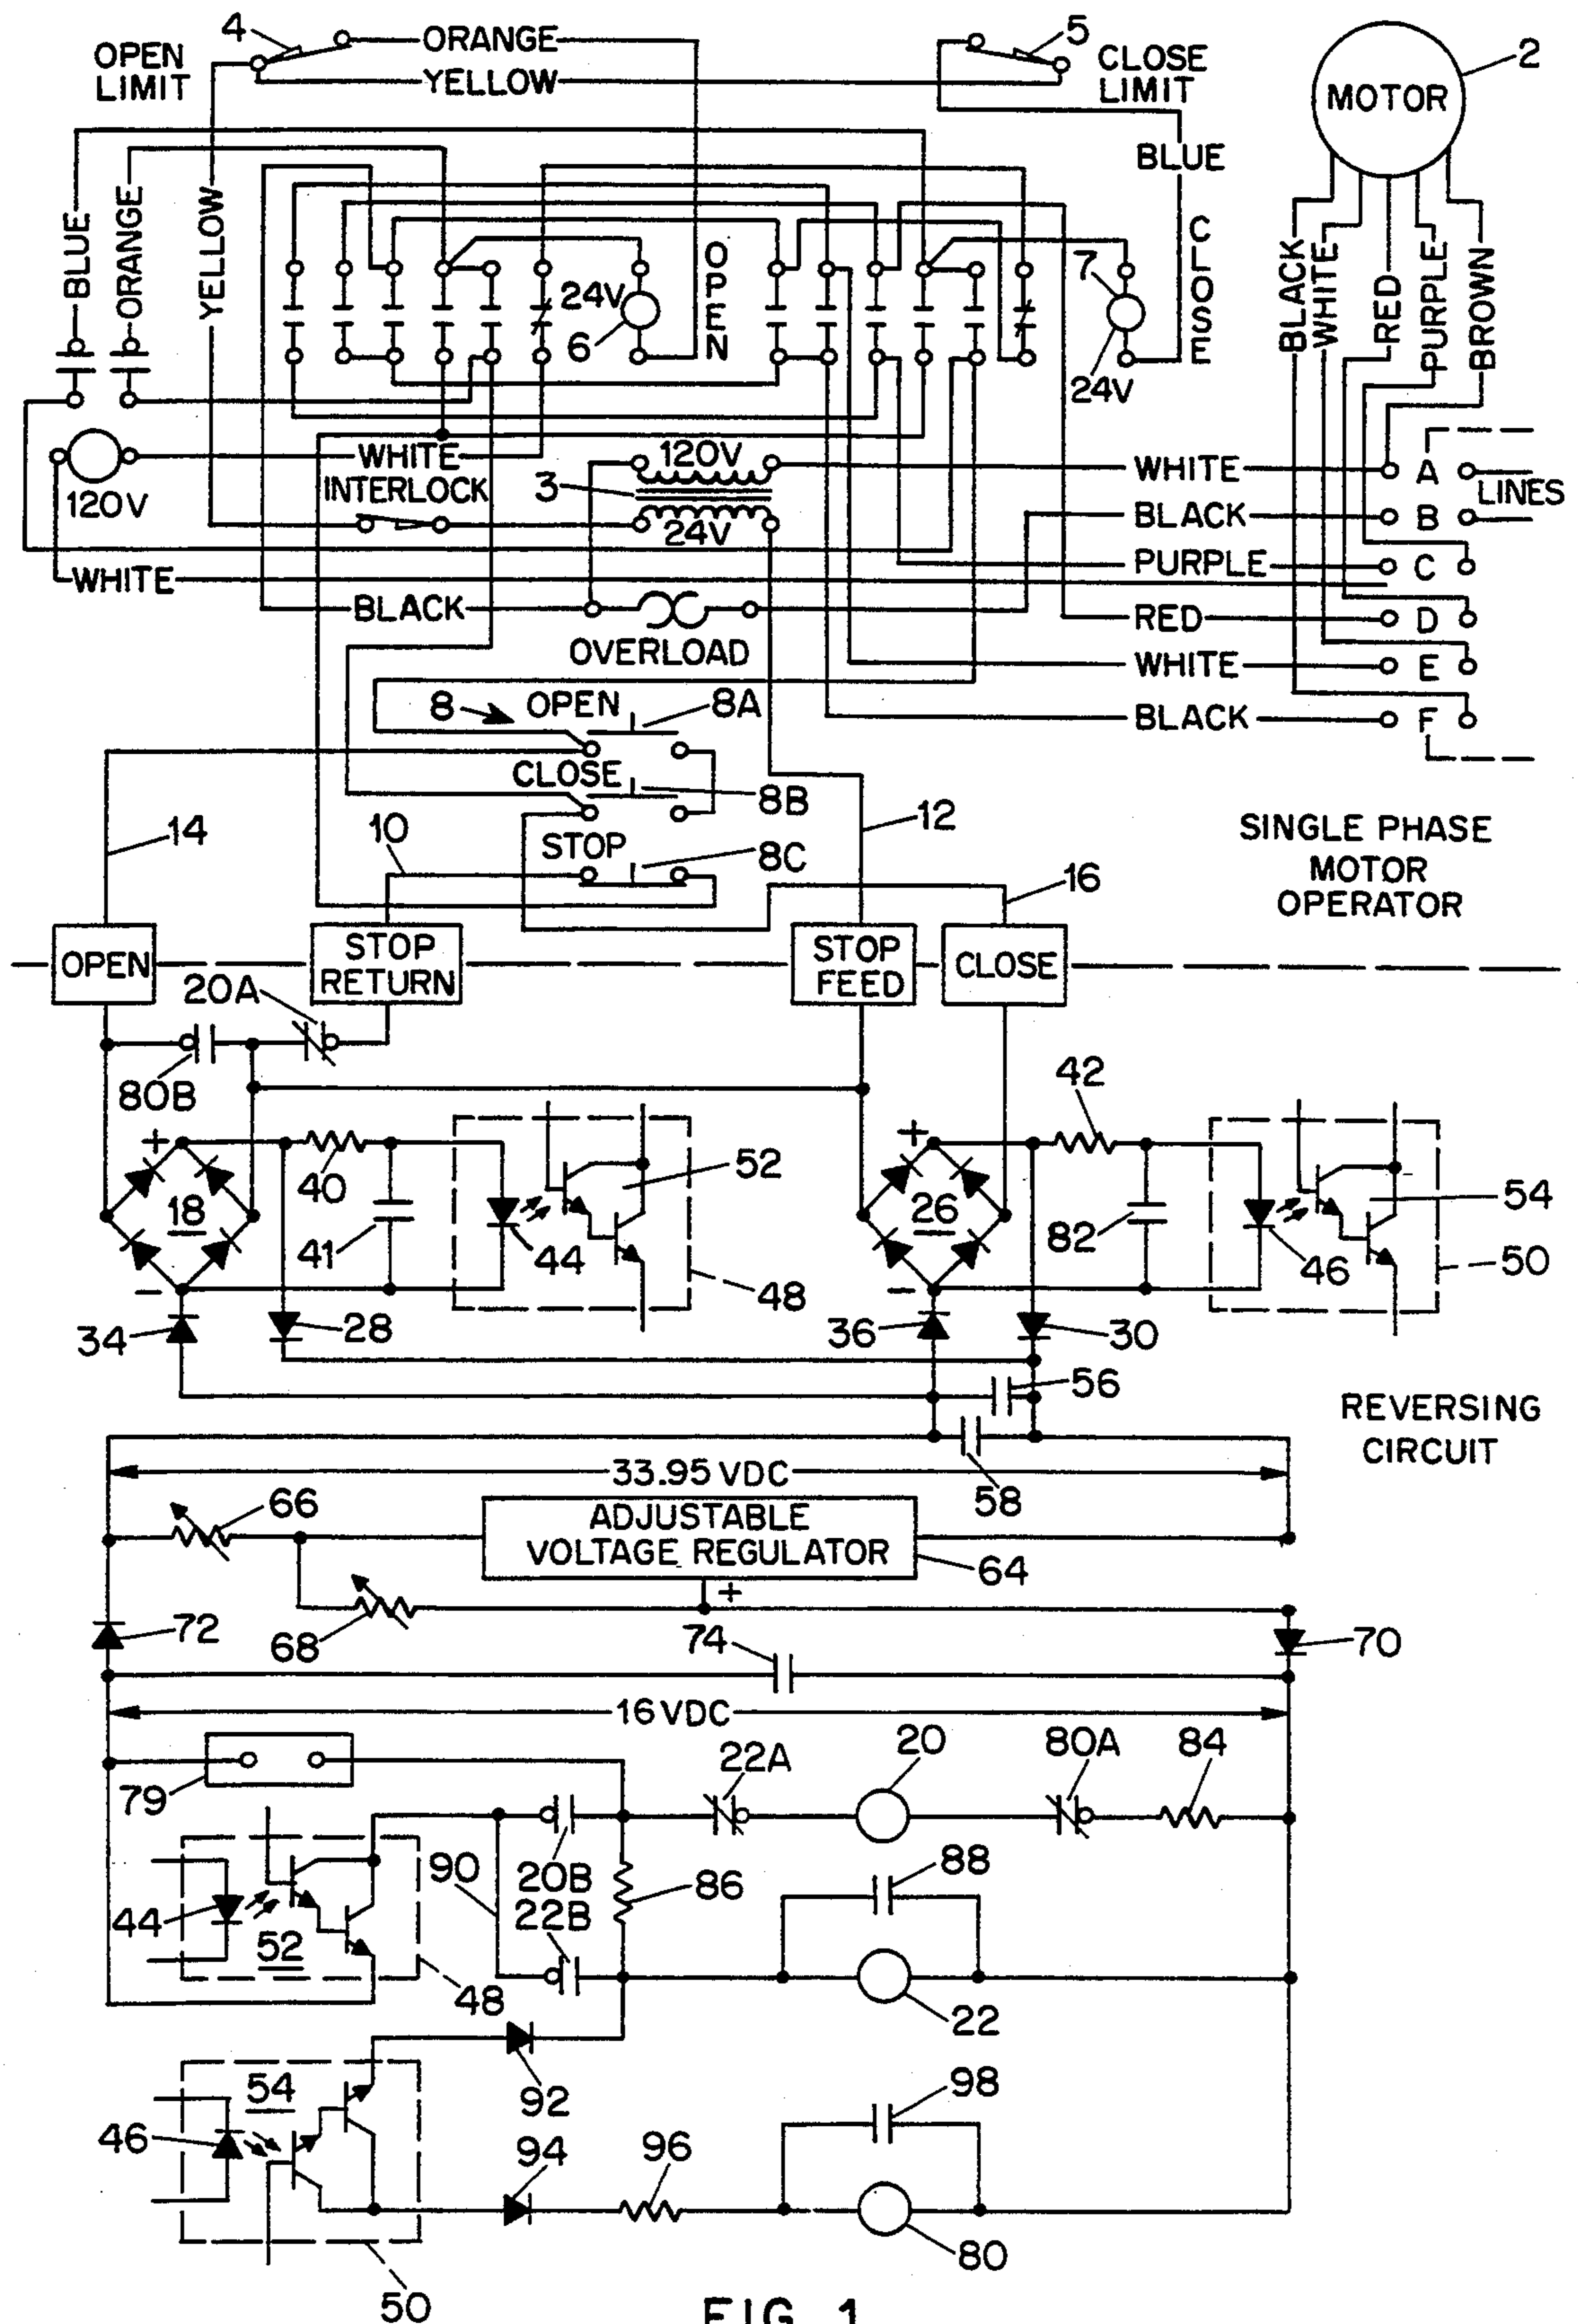 4
ORANGE
5
2
OPEN
LIMIT
YELLOW
CLOSE
LIMIT
MOTOR
BLUE
BLUE
ORANGE
YELLOW
OPEN
CLOSE
24V
6
7
24V
BLACK
WHITE
RED
PURPLE
BROWN
WHITE
120V
WHITE
A
LINES
120V
INTERLOCK
3
24V
BLACK
B
PURPLE
C
WHITE
BLACK
OVERLOAD
RED
D
WHITE
E
BLACK
F
8
OPEN
8A
CLOSE
8B
STOP
8C
14
10
12
16
SINGLE PHASE
MOTOR
OPERATOR
OPEN
STOP
RETURN
STOP
FEED
CLOSE
20A
80B
42
+
18
40
41
44
52
48
+
26
82
46
54
50
−
34
28
−
36
30
56
58
REVERSING
CIRCUIT
33.95 VDC
66
ADJUSTABLE
VOLTAGE REGULATOR
64
+
72
68
74
70
16 VDC
79
22A
20
80A
84
90
20B
22B
86
88
44
52
48
22
92
54
46
94
96
98
80
50
FIG. 1